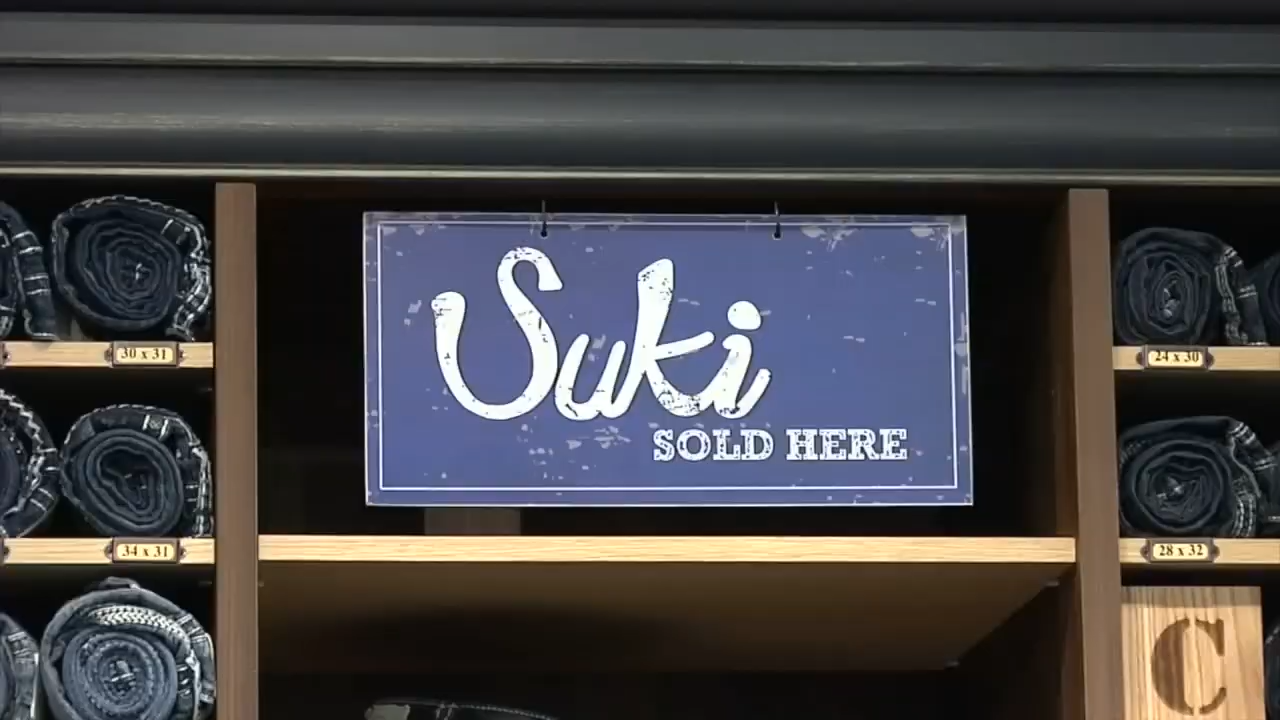 Suki
SOLD HERE
30 x 31
24 x 30
34 x 31
28 x 32
C